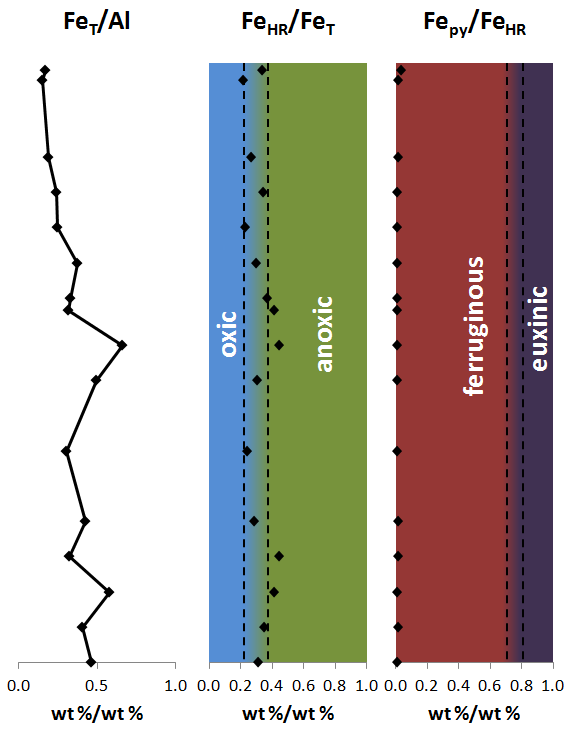 FeT/Al FeHR/FeT Fepy/FeHR
oxic
anoxic
ferruginous
euxinic
0.0 0.5 1.0 0.0 0.2 0.4 0.6 0.8 1.0 0.0 0.2 0.4 0.6 0.8 1.0
wt %/wt % wt %/wt % wt %/wt %